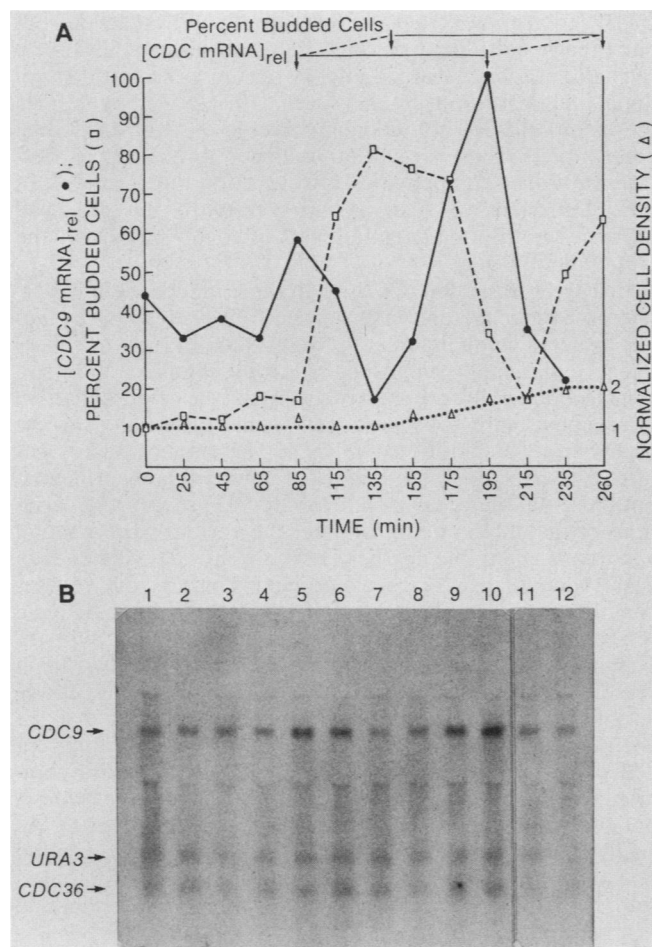 A
Percent Budded Cells
[CDC mRNA]rel
100
90
80
70
60
50
40
30
20
10
[CDC9 mRNA]rel (●)..
PERCENT BUDDED CELLS (□)
2
1
NORMALIZED CELL DENSITY (△)
0 25 45 65 85 115 135 155 175 195 215 235 260
TIME (min)
B
1 2 3 4 5 6 7 8 9 10 11 12
CDC9
URA3
CDC36